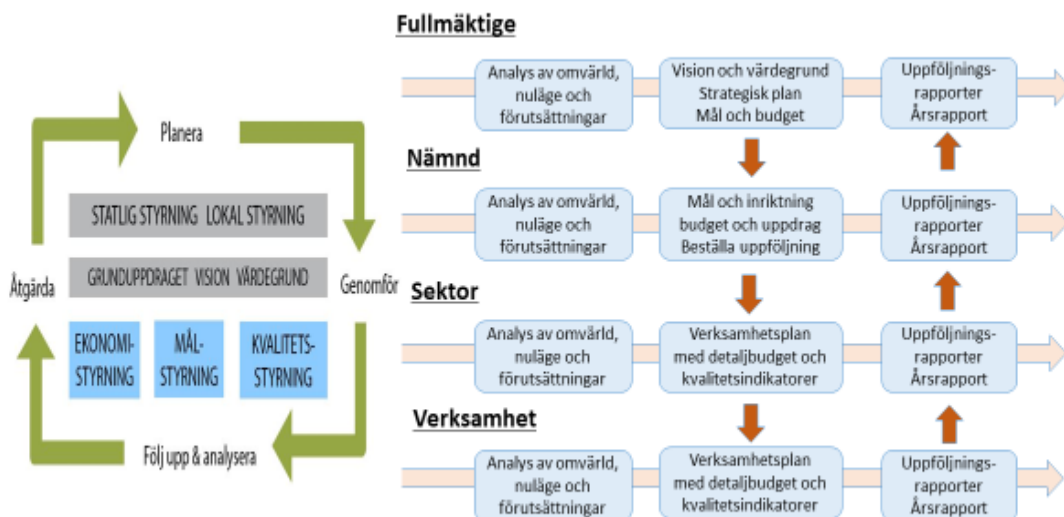 Planera
STATLIG STYRNING LOKAL STYRNING
Åtgärda
GRUNDUPPDRAGET VISION VÄRDEGRUND
Genomför
EKONOMI-
STYRNING
MÅL-
STYRNING
KVALITETS-
STYRNING
Följ upp & analysera
Fullmäktige
Analys av omvärld,
nuläge och
förutsättningar
Vision och värdegrund
Strategisk plan
Mål och budget
Uppföljnings-
rapporter
Årsrapport
Nämnd
Analys av omvärld,
nuläge och
förutsättningar
Mål och inriktning
budget och uppdrag
Beställa uppföljning
Uppföljnings-
rapporter
Årsrapport
Sektor
Analys av omvärld,
nuläge och
förutsättningar
Verksamhetsplan
med detaljbudget och
kvalitetsindikatorer
Uppföljnings-
rapporter
Årsrapport
Verksamhet
Analys av omvärld,
nuläge och
förutsättningar
Verksamhetsplan
med detaljbudget och
kvalitetsindikatorer
Uppföljnings-
rapporter
Årsrapport